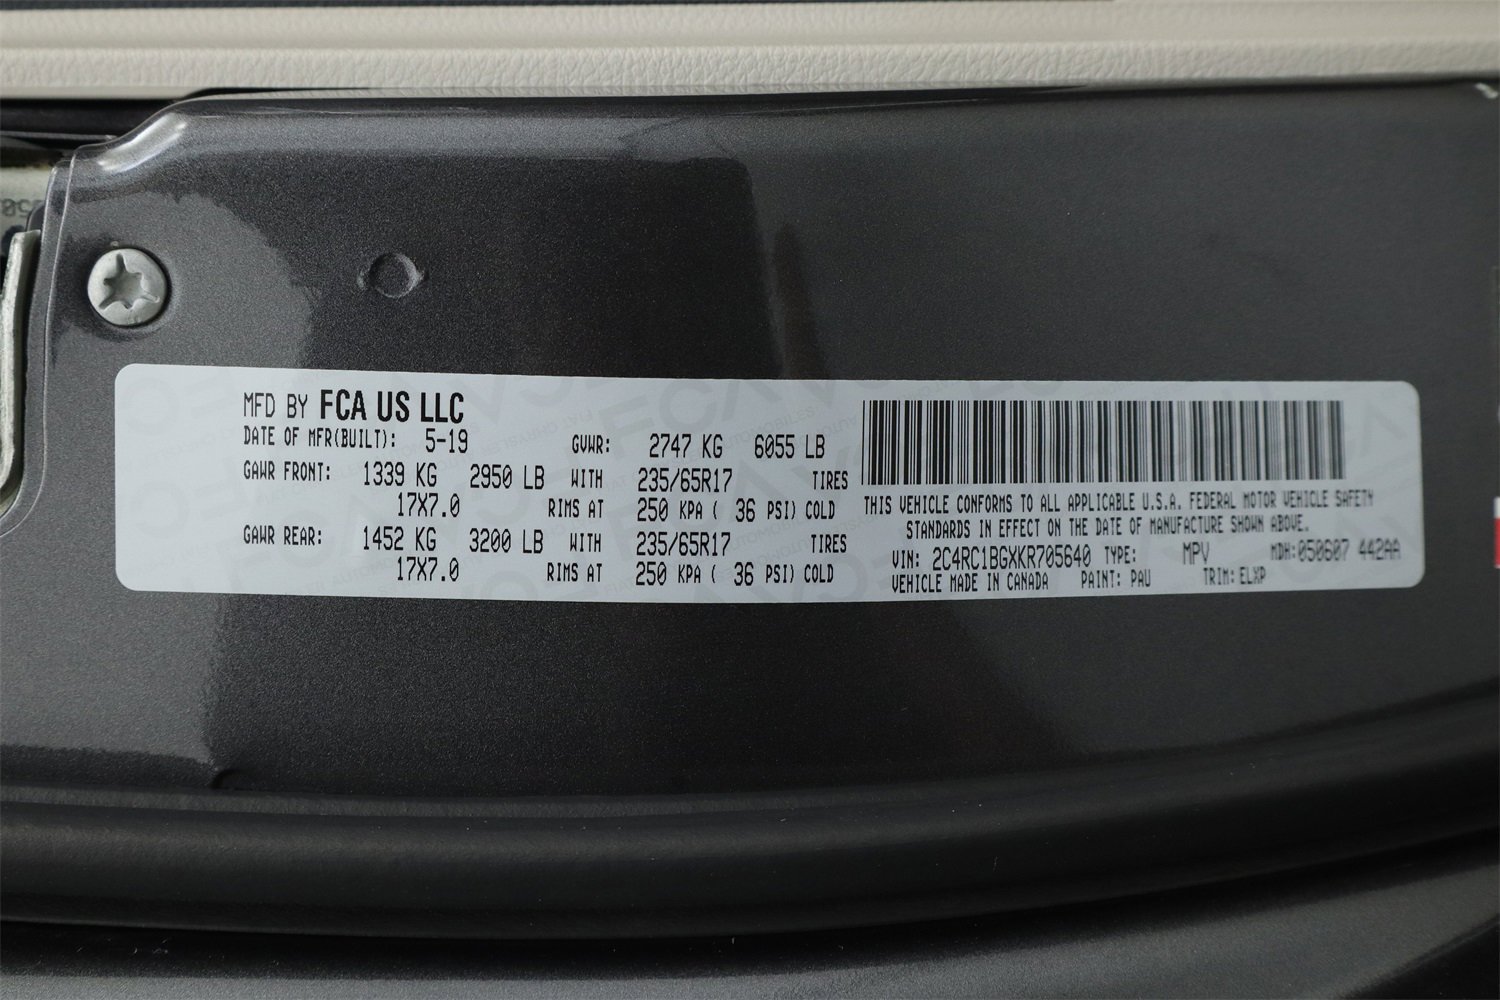 MFD BY FCA US LLC
DATE OF MFR(BUILT): 5-19 GVWR: 2747 KG 6055 LB
GAWR FRONT: 1339 KG 2950 LB WITH 235/65R17 TIRES
17X7.0 RIMS AT 250 KPA ( 36 PSI) COLD
GAWR REAR: 1452 KG 3200 LB WITH 235/65R17 TIRES
17X7.0 RIMS AT 250 KPA ( 36 PSI) COLD
THIS VEHICLE CONFORMS TO ALL APPLICABLE U.S.A. FEDERAL MOTOR VEHICLE SAFETY
STANDARDS IN EFFECT ON THE DATE OF MANUFACTURE SHOWN ABOVE.
VIN: 2C4RC1BGXKR705640 TYPE: MPV MDH:050607 442AA
VEHICLE MADE IN CANADA PAINT: PAU TRIM: ELXP